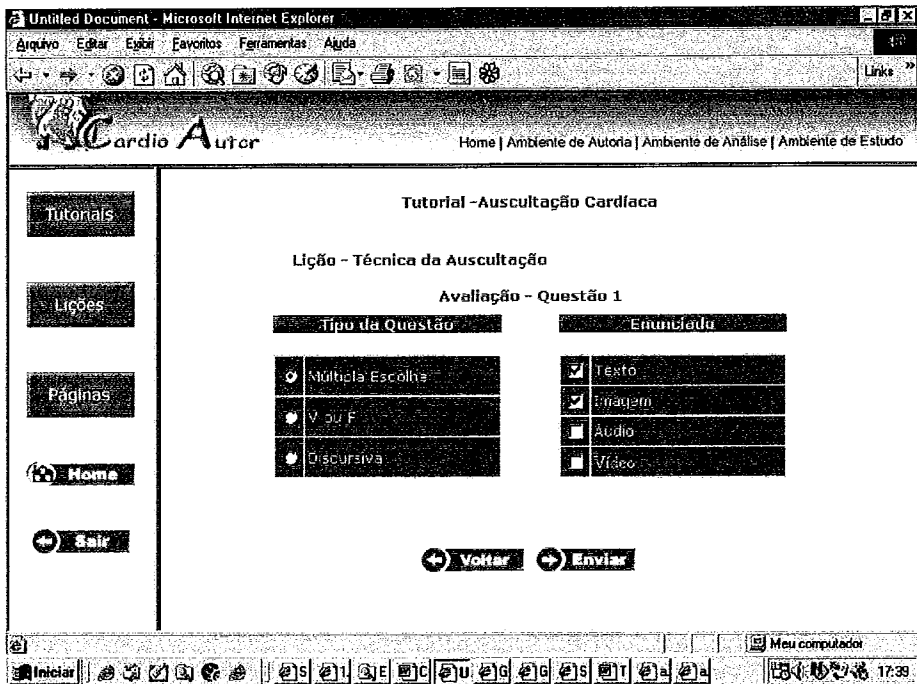 Untitled Document - Microsoft Internet Explorer
Arquivo Editar Exibir Favoritos Ferramentas Ajuda
Links »
Cardio Autor
Home | Ambiente de Autoria | Ambiente de Análise | Ambiente de Estudo
Tutoriais
Lições
Páginas
Home
Sair
Tutorial -Auscultação Cardíaca
Lição - Técnica da Auscultação
Avaliação - Questão 1
Tipo da Questão
Múltipla Escolha
V ou F
Discursiva
Enunciado
Texto
Imagem
Áudio
Vídeo
Voltar Enviar
Meu computador
Iniciar 17:39